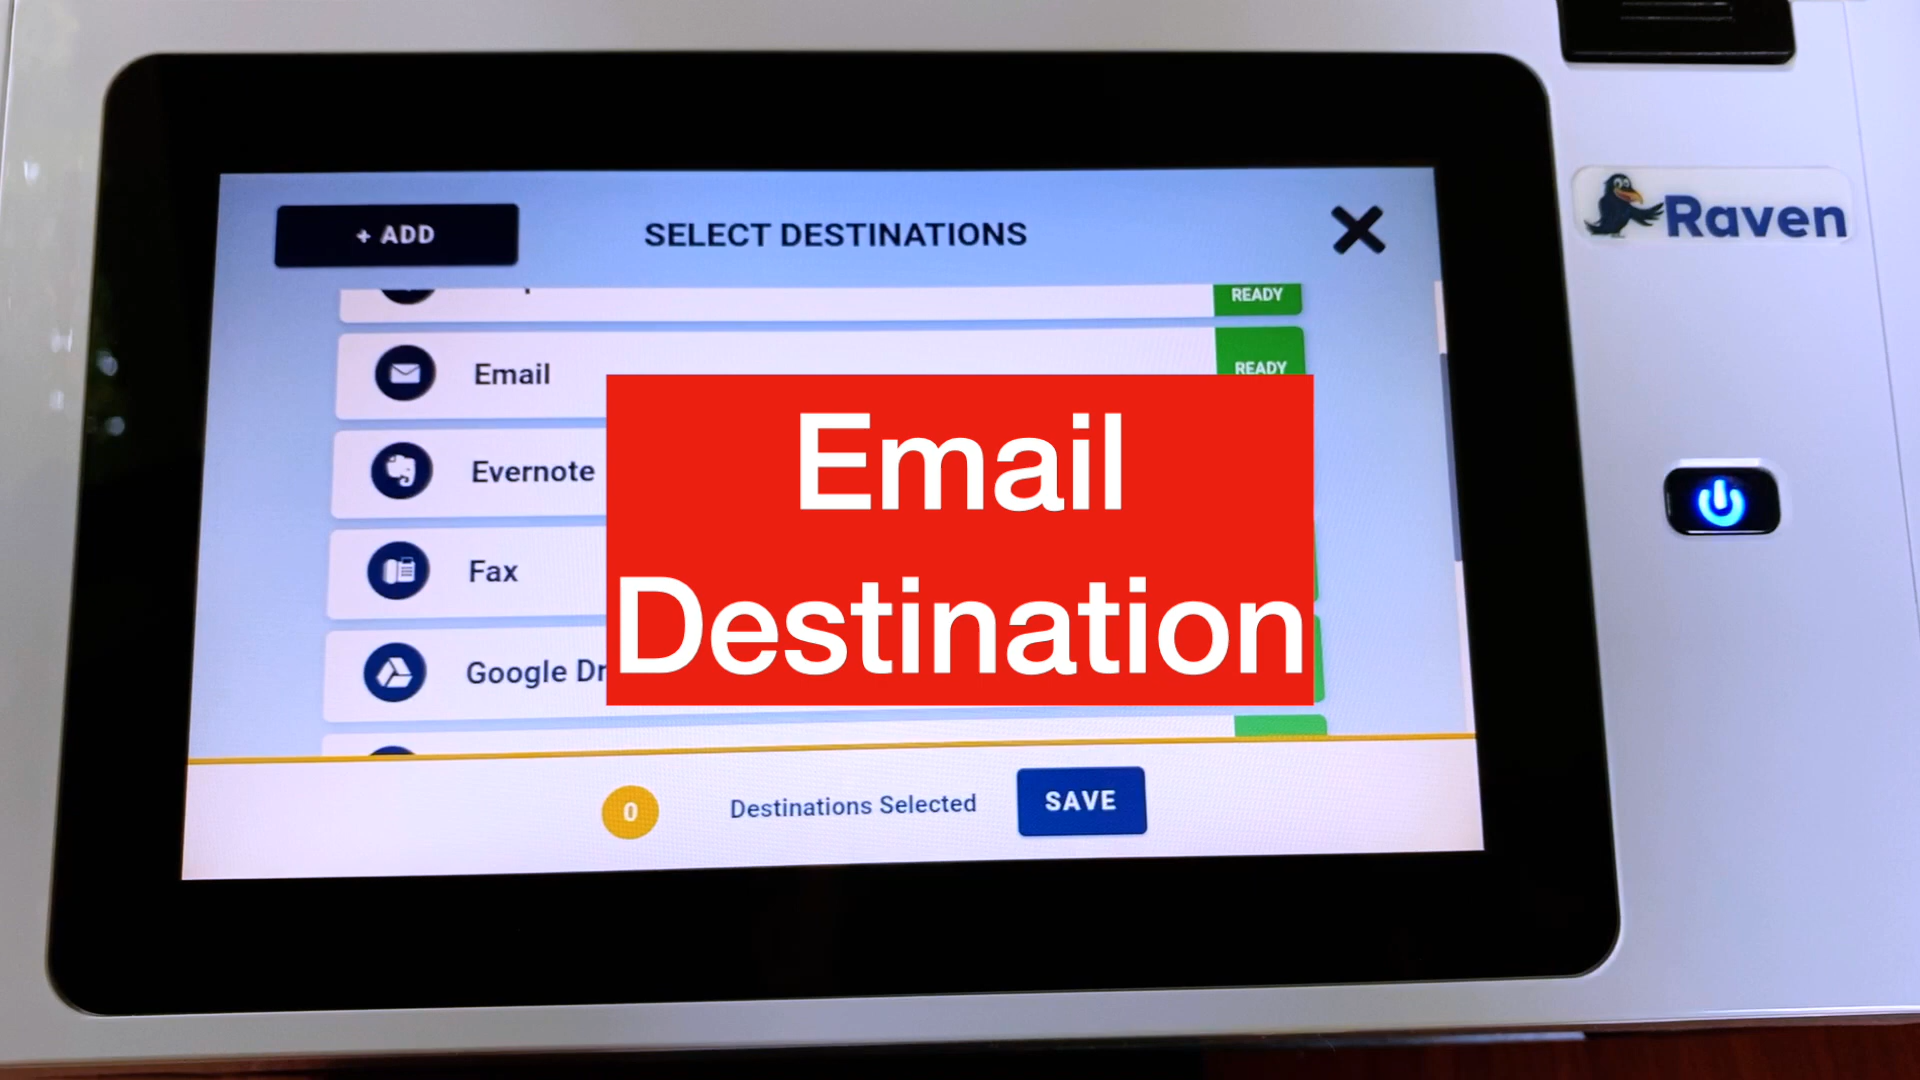 + ADD
SELECT DESTINATIONS
Raven
READY
Email
READY
Evernote
Fax
Google Dr
Email
Destination
0
Destinations Selected
SAVE